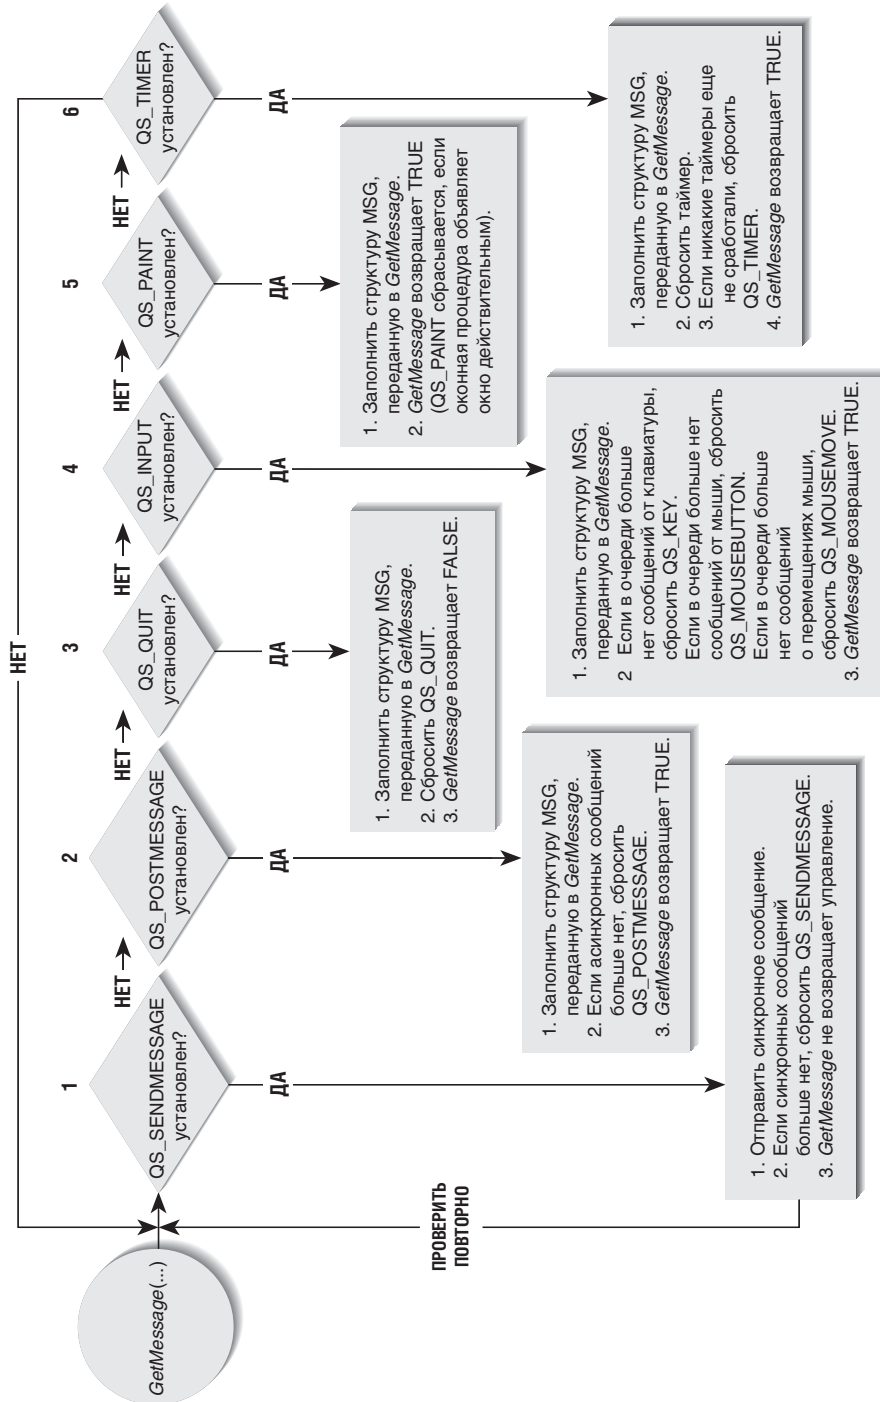 GetMessage(...)
НЕТ
ПРОВЕРИТЬ
ПОВТОРНО
1
QS_SENDMESSAGE
установлен?
НЕТ
ДА
1. Отправить синхронное сообщение.
2. Если синхронных сообщений
больше нет, сбросить QS_SENDMESSAGE.
3. GetMessage не возвращает управление.
2
QS_POSTMESSAGE
установлен?
НЕТ
ДА
1. Заполнить структуру MSG,
переданную в GetMessage.
2. Если асинхронных сообщений
больше нет, сбросить
QS_POSTMESSAGE.
3. GetMessage возвращает TRUE.
3
QS_QUIT
установлен?
НЕТ
ДА
1. Заполнить структуру MSG,
переданную в GetMessage.
2. Сбросить QS_QUIT.
3. GetMessage возвращает FALSE.
4
QS_INPUT
установлен?
НЕТ
ДА
1. Заполнить структуру MSG,
переданную в GetMessage.
2 Если в очереди больше
нет сообщений от клавиатуры,
сбросить QS_KEY.
Если в очереди больше нет
сообщений от мыши, сбросить
QS_MOUSEBUTTON.
Если в очереди больше
нет сообщений
о перемещениях мыши,
сбросить QS_MOUSEMOVE.
3. GetMessage возвращает TRUE.
5
QS_PAINT
установлен?
НЕТ
ДА
1. Заполнить структуру MSG,
переданную в GetMessage.
2. GetMessage возвращает TRUE
(QS_PAINT сбрасывается, если
оконная процедура объявляет
окно действительным).
6
QS_TIMER
установлен?
ДА
1. Заполнить структуру MSG,
переданную в GetMessage.
2. Сбросить таймер.
3. Если никакие таймеры еще
не сработали, сбросить
QS_TIMER.
4. GetMessage возвращает TRUE.